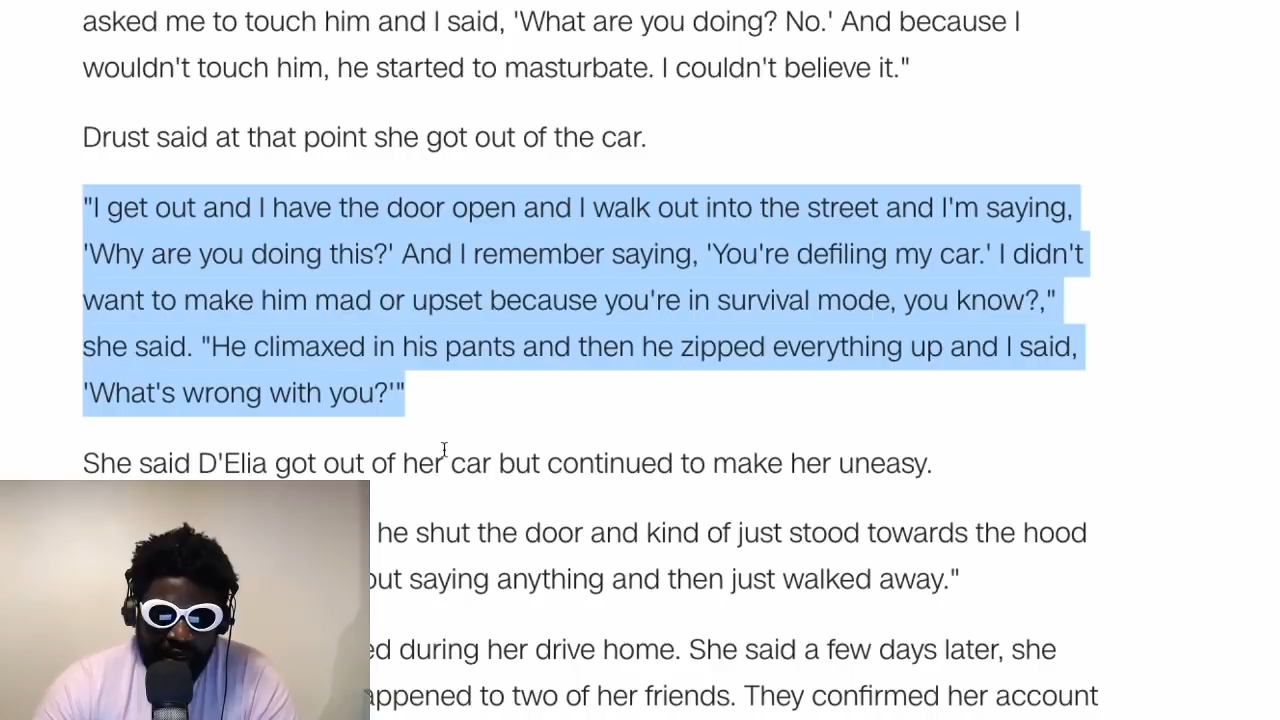 asked me to touch him and I said, 'What are you doing? No.' And because I
wouldn't touch him, he started to masturbate. I couldn't believe it."
Drust said at that point she got out of the car.
"I get out and I have the door open and I walk out into the street and I'm saying,
'Why are you doing this?' And I remember saying, 'You're defiling my car.' I didn't
want to make him mad or upset because you're in survival mode, you know?,"
she said. "He climaxed in his pants and then he zipped everything up and I said,
'What's wrong with you?'"
She said D'Elia got out of her car but continued to make her uneasy.
he shut the door and kind of just stood towards the hood
saying anything and then just walked away."
during her drive home. She said a few days later, she
to two of her friends. They confirmed her account